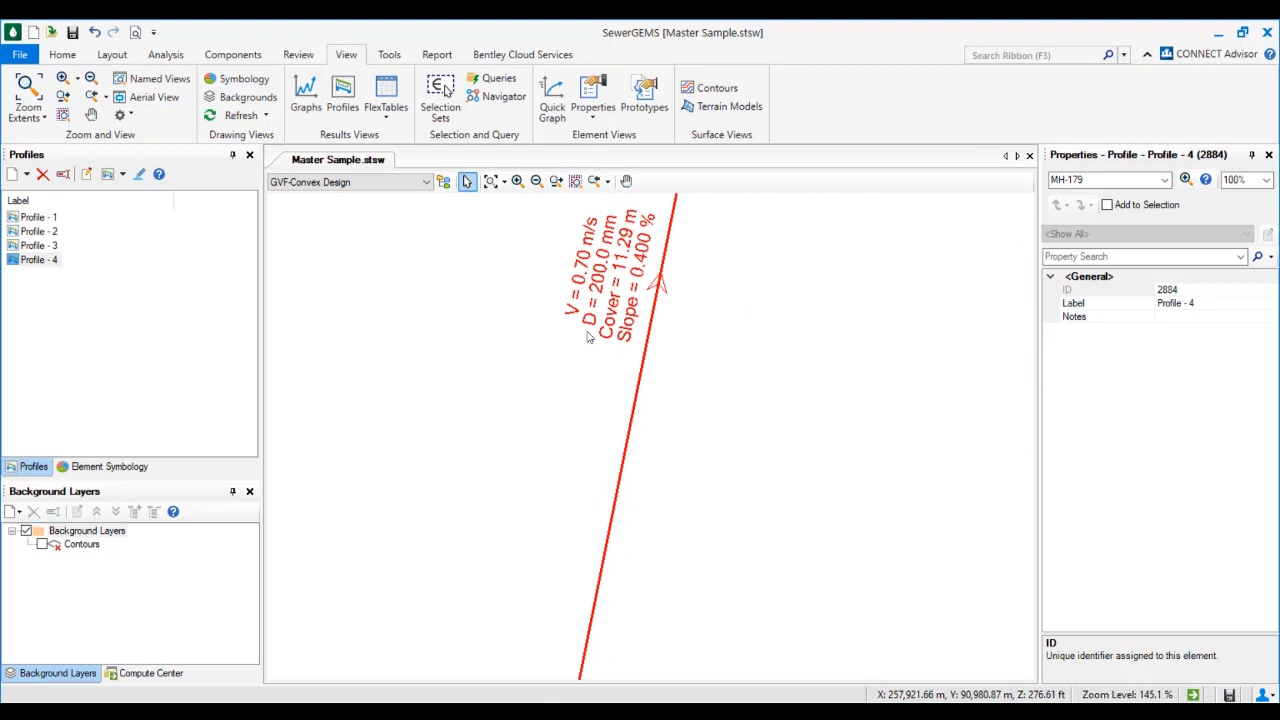 SewerGEMS [Master Sample.stsw]
File Home Layout Analysis Components Review View Tools Report Bentley Cloud Services Search Ribbon (F3) CONNECT Advisor
Zoom Extents
Named Views
Aerial View
Zoom and View
Symbology
Backgrounds
Refresh
Drawing Views
Graphs Profiles FlexTables
Results Views
Selection Sets
Queries
Navigator
Selection and Query
Quick Graph
Properties
Prototypes
Element Views
Contours
Terrain Models
Surface Views
Profiles
Label
Profile - 1
Profile - 2
Profile - 3
Profile - 4
Profiles Element Symbology
Background Layers
Background Layers
Contours
Background Layers Compute Center
Master Sample.stsw
GVF-Convex Design
V = 0.70 m/s
D = 200.0 mm
Cover = 11.29 m
Slope = 0.400 %
Properties - Profile - Profile - 4 (2884)
MH-179 100%
Add to Selection
<Show All>
Property Search
<General>
ID 2884
Label Profile - 4
Notes
ID
Unique identifier assigned to this element.
X: 257,921.66 m, Y: 90,980.87 m, Z: 276.61 ft Zoom Level: 145.1 %